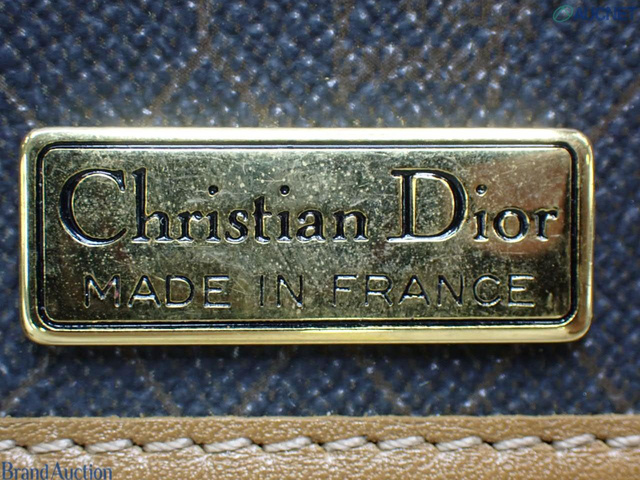 Christian Dior
MADE IN FRANCE
Brand Auction